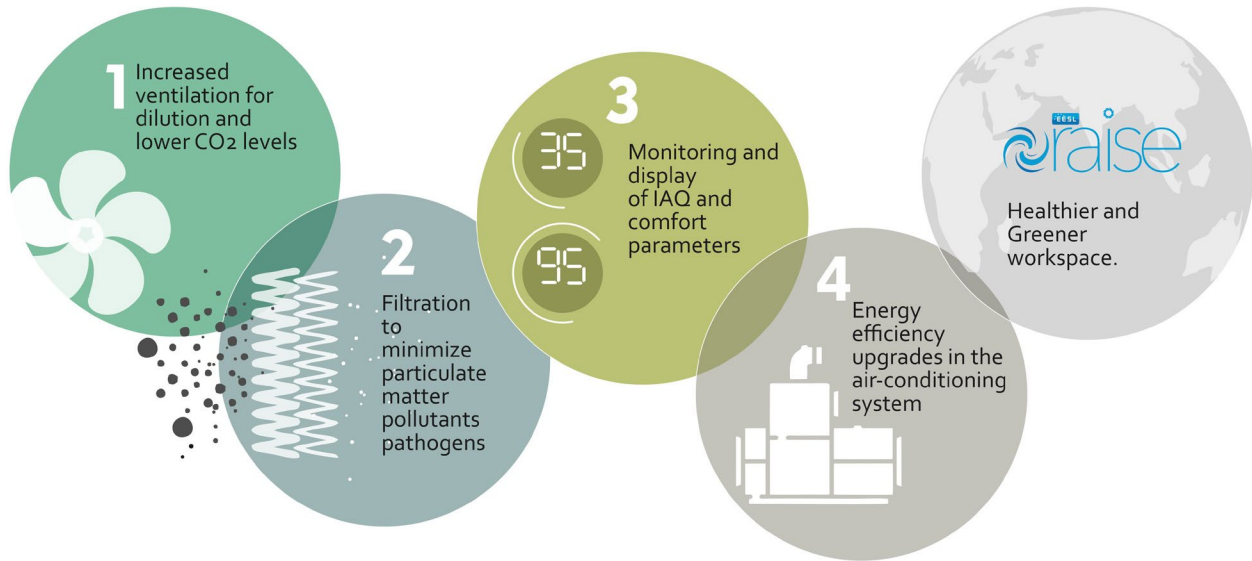 1
Increased
ventilation for
dilution and
lower CO2 levels
2
Filtration
to
minimize
particulate
matter
pollutants
pathogens
3
35
95
Monitoring and
display
of IAQ and
comfort
parameters
4
Energy
efficiency
upgrades in the
air-conditioning
system
EESL
raise
Healthier and
Greener
workspace.